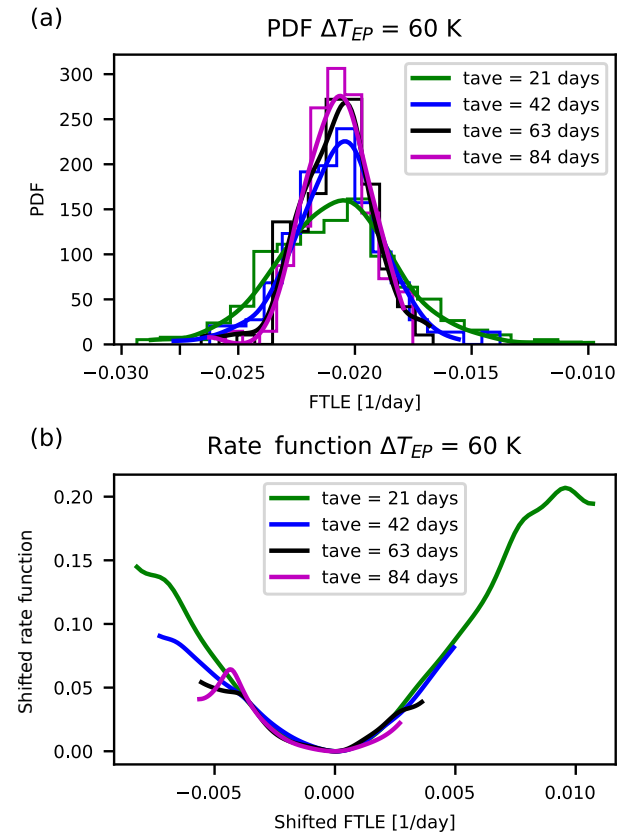 (a)
PDF ΔT_EP = 60 K
PDF
300
250
200
150
100
50
0
tave = 21 days
tave = 42 days
tave = 63 days
tave = 84 days
−0.030 −0.025 −0.020 −0.015 −0.010
FTLE [1/day]
(b)
Rate function ΔT_EP = 60 K
Shifted rate function
0.20
0.15
0.10
0.05
0.00
tave = 21 days
tave = 42 days
tave = 63 days
tave = 84 days
−0.005 0.000 0.005 0.010
Shifted FTLE [1/day]